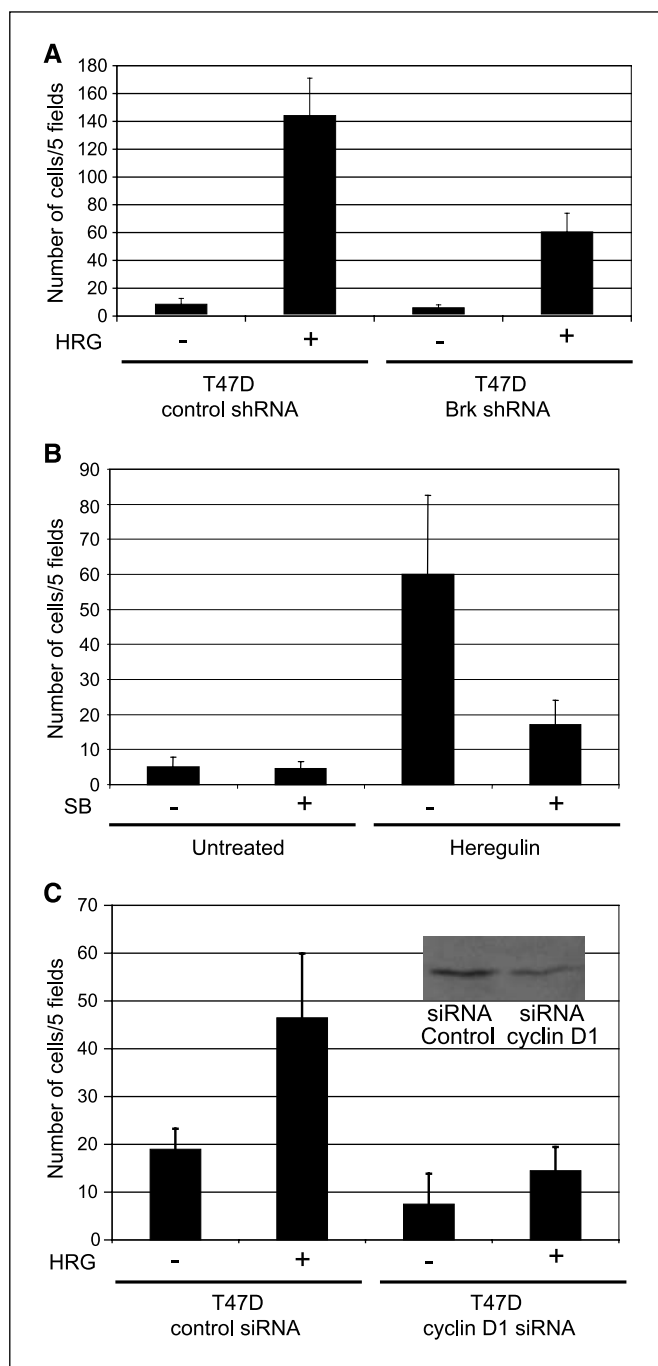 A
180
160
140
120
100
80
60
40
20
0
Number of cells/5 fields
HRG - + - +
T47D T47D
control shRNA Brk shRNA
B
90
80
70
60
50
40
30
20
10
0
Number of cells/5 fields
SB - + - +
Untreated Heregulin
C
70
60
50
40
30
20
10
0
Number of cells/5 fields
siRNA siRNA
Control cyclin D1
HRG - + - +
T47D T47D
control siRNA cyclin D1 siRNA